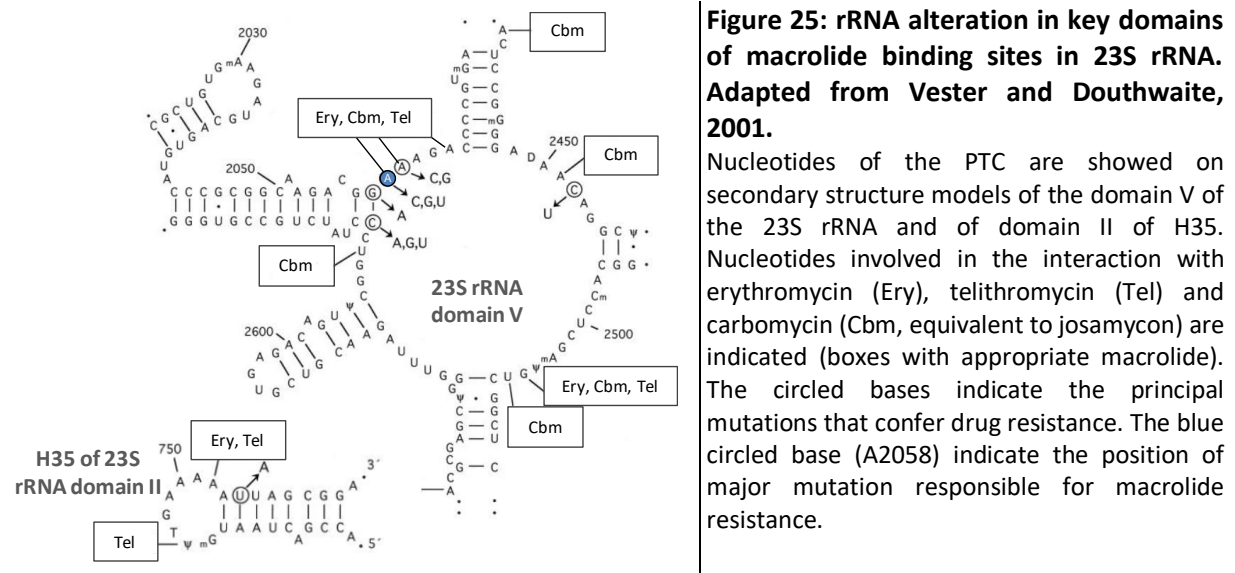 2030
Cbm
Ery, Cbm, Tel
2450
Cbm
C,G
C,G,U
A
A,G,U
U
2050
C C C G C G G C A G A C G G
G G G · U G C C G U C U
Cbm
23S rRNA
domain V
2500
2600
Ery, Cbm, Tel
Cbm
750
Ery, Tel
A
H35 of 23S
rRNA domain II
A U U A G C G G A · 3´
U A A U C A G C C A · 5´
T ψ mG
Tel
Figure 25: rRNA alteration in key domains
of macrolide binding sites in 23S rRNA.
Adapted from Vester and Douthwaite,
2001.
Nucleotides of the PTC are showed on
secondary structure models of the domain V of
the 23S rRNA and of domain II of H35.
Nucleotides involved in the interaction with
erythromycin (Ery), telithromycin (Tel) and
carbomycin (Cbm, equivalent to josamycon) are
indicated (boxes with appropriate macrolide).
The circled bases indicate the principal
mutations that confer drug resistance. The blue
circled base (A2058) indicate the position of
major mutation responsible for macrolide
resistance.